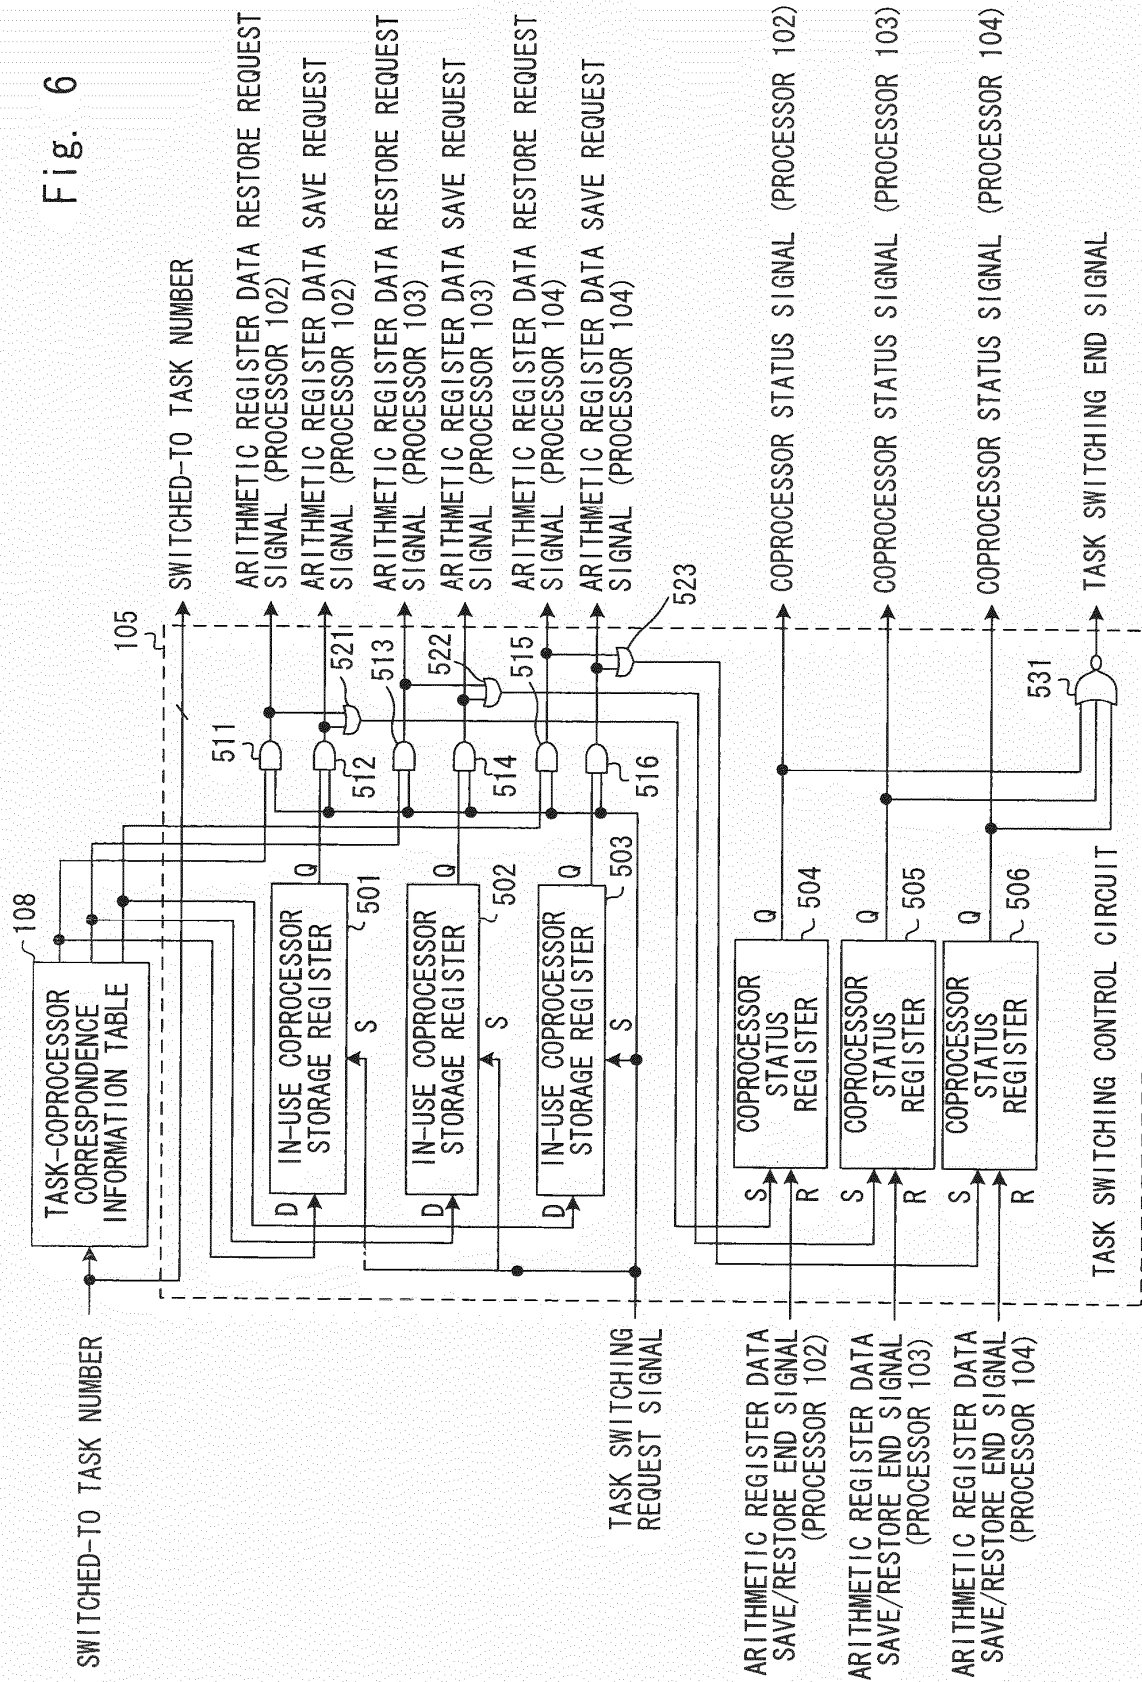 Fig. 6
SWITCHED-TO TASK NUMBER
108
TASK-COPROCESSOR
CORRESPONDENCE
INFORMATION TABLE
105
SWITCHED-TO TASK NUMBER
511
ARITHMETIC REGISTER DATA RESTORE REQUEST
SIGNAL (PROCESSOR 102)
D
IN-USE COPROCESSOR
STORAGE REGISTER
S
Q
501
512
521
ARITHMETIC REGISTER DATA SAVE REQUEST
SIGNAL (PROCESSOR 102)
513
ARITHMETIC REGISTER DATA RESTORE REQUEST
SIGNAL (PROCESSOR 103)
D
IN-USE COPROCESSOR
STORAGE REGISTER
S
Q
502
514
522
ARITHMETIC REGISTER DATA SAVE REQUEST
SIGNAL (PROCESSOR 103)
515
ARITHMETIC REGISTER DATA RESTORE REQUEST
SIGNAL (PROCESSOR 104)
D
IN-USE COPROCESSOR
STORAGE REGISTER
S
Q
503
516
523
ARITHMETIC REGISTER DATA SAVE REQUEST
SIGNAL (PROCESSOR 104)
TASK SWITCHING
REQUEST SIGNAL
ARITHMETIC REGISTER DATA
SAVE/RESTORE END SIGNAL
(PROCESSOR 102)
S
R
COPROCESSOR
STATUS
REGISTER
Q
504
COPROCESSOR STATUS SIGNAL (PROCESSOR 102)
ARITHMETIC REGISTER DATA
SAVE/RESTORE END SIGNAL
(PROCESSOR 103)
S
R
COPROCESSOR
STATUS
REGISTER
Q
505
COPROCESSOR STATUS SIGNAL (PROCESSOR 103)
ARITHMETIC REGISTER DATA
SAVE/RESTORE END SIGNAL
(PROCESSOR 104)
S
R
COPROCESSOR
STATUS
REGISTER
Q
506
COPROCESSOR STATUS SIGNAL (PROCESSOR 104)
531
TASK SWITCHING END SIGNAL
TASK SWITCHING CONTROL CIRCUIT